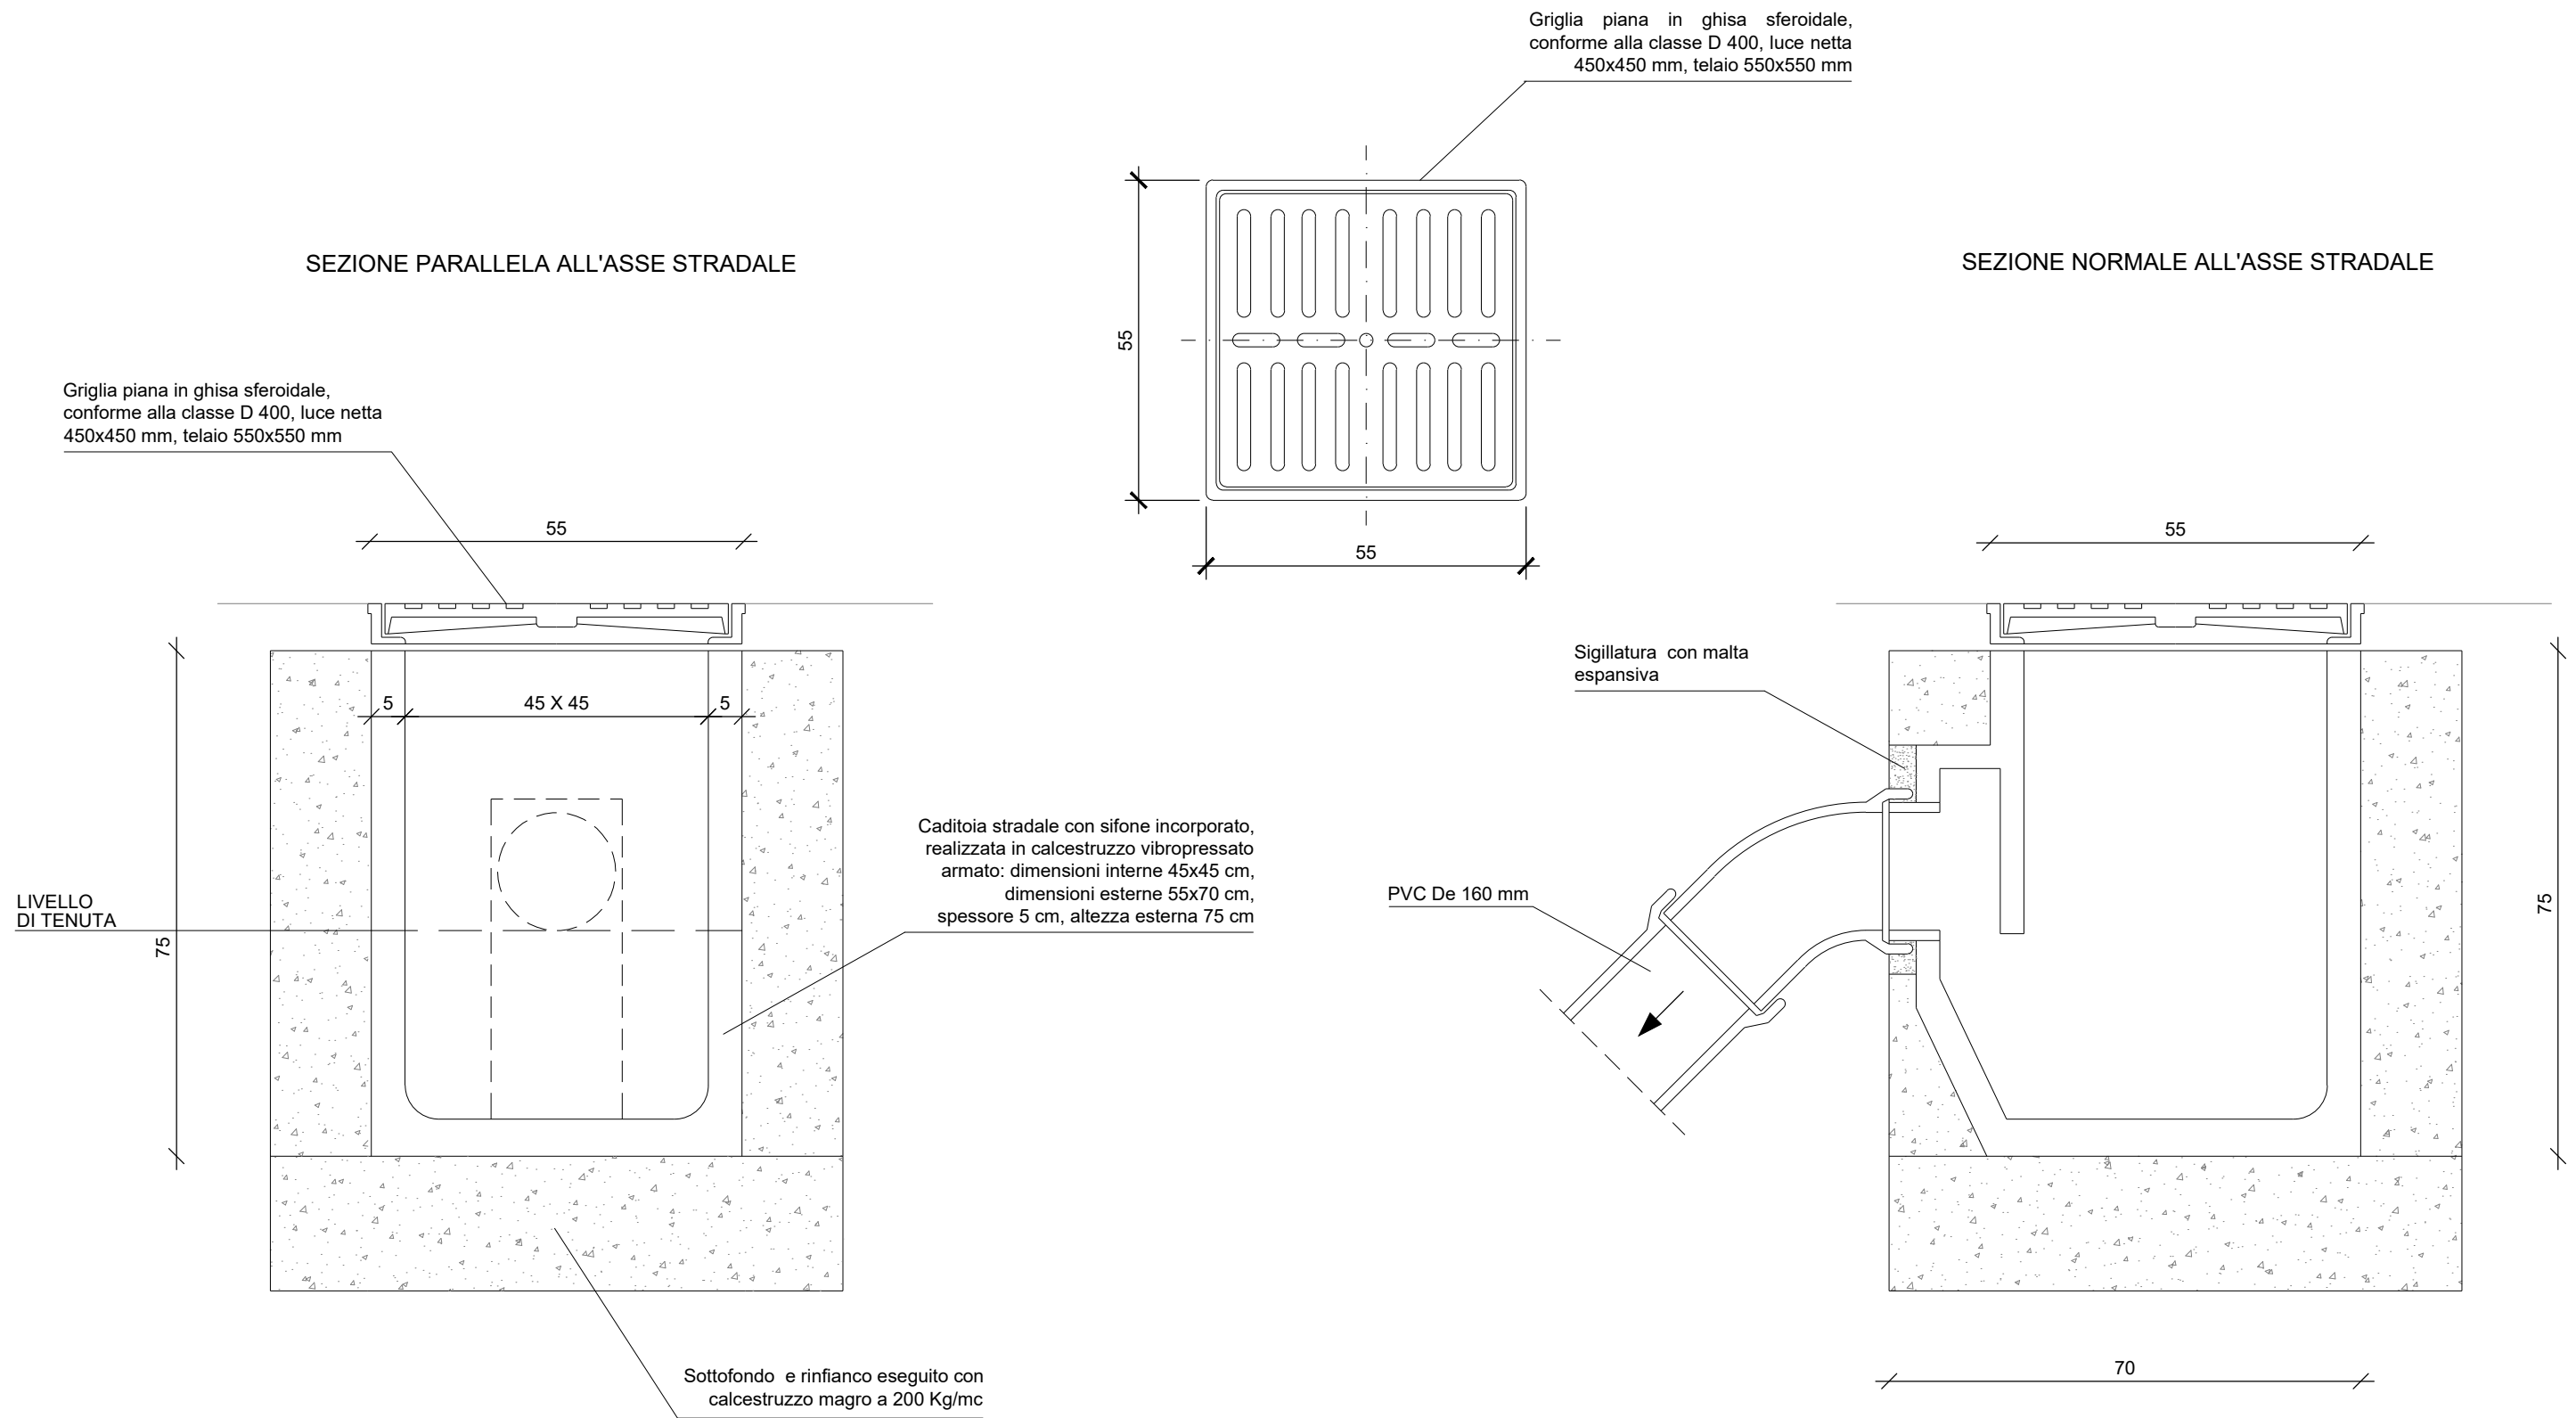 Griglia piana in ghisa sferoidale,
conforme alla classe D 400, luce netta
450x450 mm, telaio 550x550 mm
SEZIONE PARALLELA ALL'ASSE STRADALE
SEZIONE NORMALE ALL'ASSE STRADALE
55
55
Griglia piana in ghisa sferoidale,
conforme alla classe D 400, luce netta
450x450 mm, telaio 550x550 mm
55
55
Sigillatura con malta
espansiva
5
45 X 45
5
Caditoia stradale con sifone incorporato,
realizzata in calcestruzzo vibropressato
armato: dimensioni interne 45x45 cm,
dimensioni esterne 55x70 cm,
spessore 5 cm, altezza esterna 75 cm
LIVELLO
DI TENUTA
75
PVC De 160 mm
75
Sottofondo e rinfianco eseguito con
calcestruzzo magro a 200 Kg/mc
70